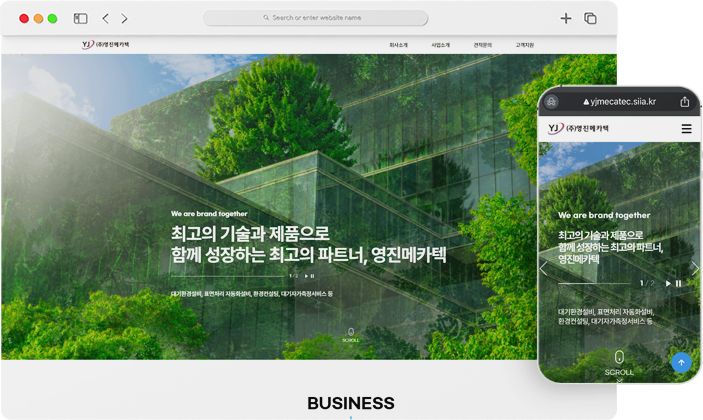 Search or enter website name
YJ (주)영진메카텍
회사소개 사업소개 견적문의 고객지원
We are brand together
최고의 기술과 제품으로
함께 성장하는 최고의 파트너, 영진메카텍
1 / 2
대기환경설비, 표면처리 자동화설비, 환경컨설팅, 대기자가측정서비스 등
SCROLL
BUSINESS
yjmecatec.siia.kr
YJ (주)영진메카텍
We are brand together
최고의 기술과 제품으로
함께 성장하는 최고의 파트너,
영진메카텍
1 / 2
대기환경설비, 표면처리 자동화설비,
환경컨설팅, 대기자가측정서비스 등
SCROLL